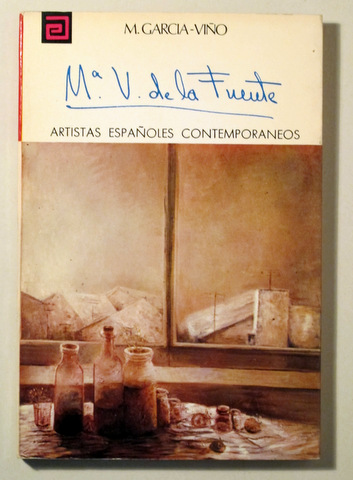 M. GARCIA-VIÑO
Mª V. de la Fuente
ARTISTAS ESPAÑOLES CONTEMPORANEOS